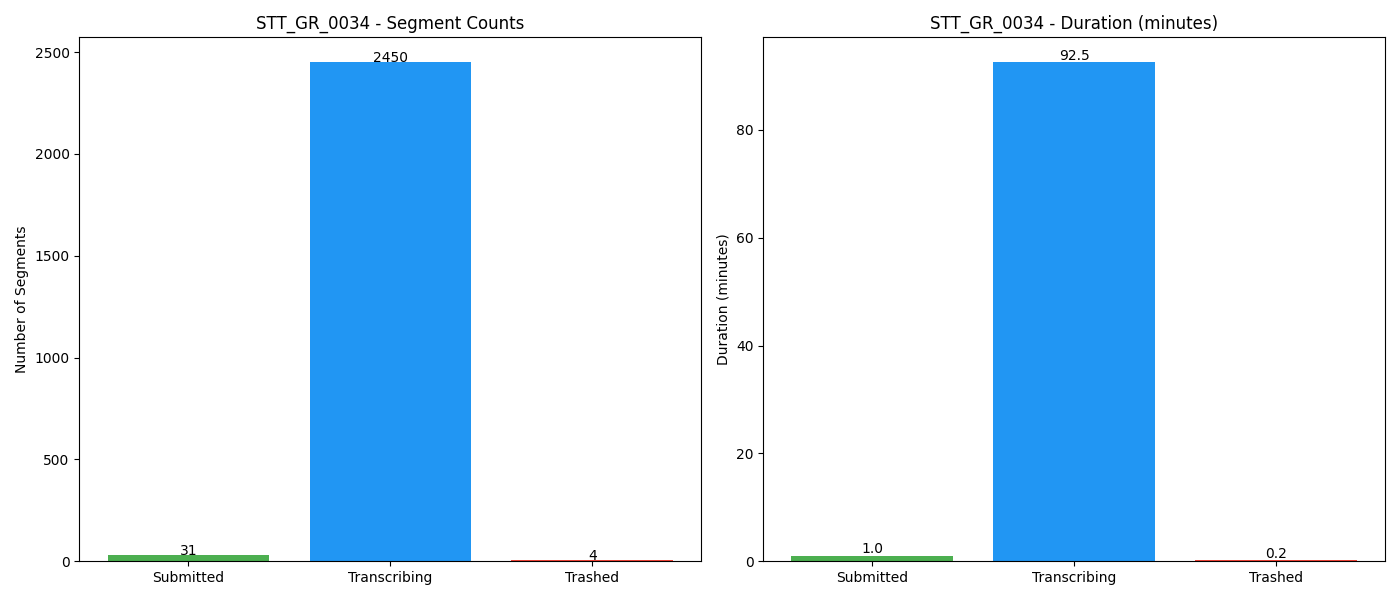 STT_GR_0034 - Segment Counts
Number of Segments
2500
2000
1500
1000
500
0
2450
31
4
Submitted Transcribing Trashed
STT_GR_0034 - Duration (minutes)
Duration (minutes)
80
60
40
20
0
92.5
1.0
0.2
Submitted Transcribing Trashed